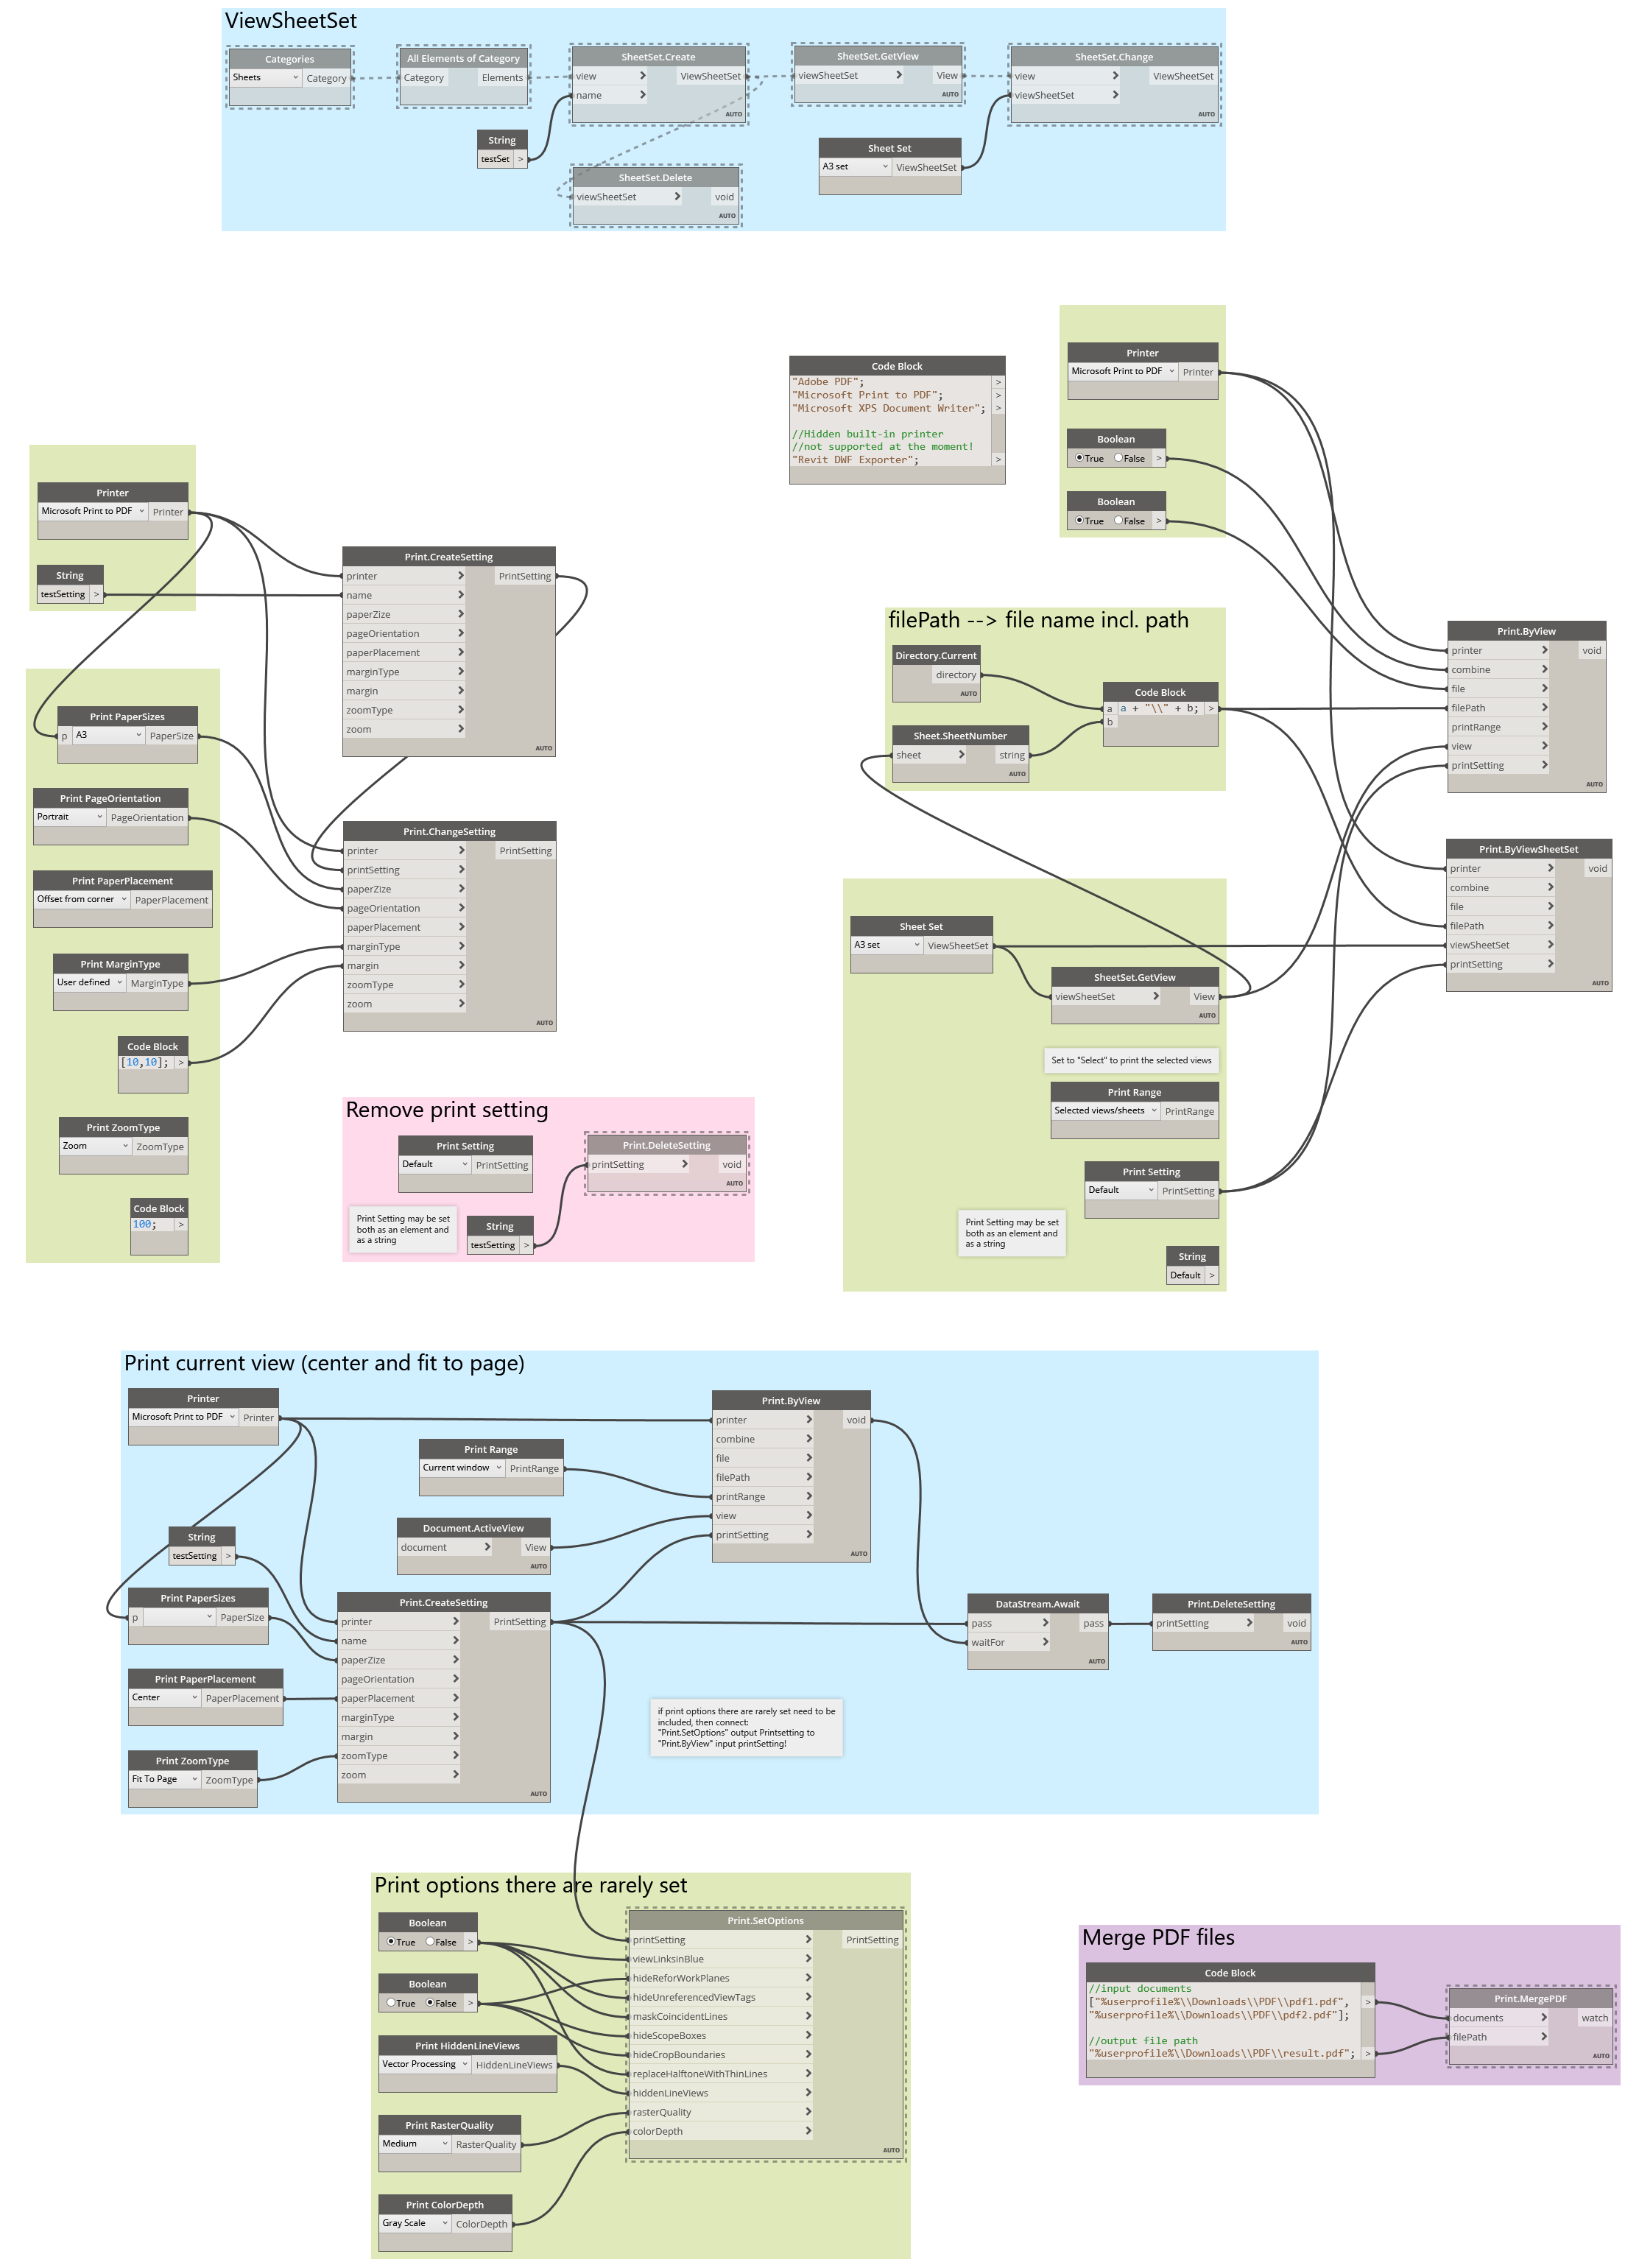 ViewSheetSet
Categories
Sheets Category
All Elements of Category
Category Elements
SheetSet.Create
view ViewSheetSet
name
AUTO
SheetSet.GetView
viewSheetSet View
AUTO
SheetSet.Change
view ViewSheetSet
viewSheetSet
AUTO
String
testSet >
Sheet Set
A3 set ViewSheetSet
SheetSet.Delete
viewSheetSet void
AUTO
Printer
Microsoft Print to PDF Printer
Boolean
True False >
Boolean
True False >
Code Block
"Adobe PDF"; >
"Microsoft Print to PDF"; >
"Microsoft XPS Document Writer"; >
//Hidden built-in printer
//not supported at the moment!
"Revit DWF Exporter"; >
Printer
Microsoft Print to PDF Printer
String
testSetting >
Print.CreateSetting
printer PrintSetting
name
paperZize
pageOrientation
paperPlacement
marginType
margin
zoomType
zoom
AUTO
filePath --> file name incl. path
Directory.Current
directory
AUTO
Code Block
a a + "\\" + b; >
b
Sheet.SheetNumber
sheet string
AUTO
Print.ByView
printer void
combine
file
filePath
printRange
view
printSetting
AUTO
Print PaperSizes
p A3 PaperSize
Print PageOrientation
Portrait PageOrientation
Print PaperPlacement
Offset from corner PaperPlacement
Print MarginType
User defined MarginType
Code Block
[10,10]; >
Print ZoomType
Zoom ZoomType
Code Block
100; >
Print.ChangeSetting
printer PrintSetting
printSetting
paperZize
pageOrientation
paperPlacement
marginType
margin
zoomType
zoom
AUTO
Print.ByViewSheetSet
printer void
combine
file
filePath
viewSheetSet
printSetting
AUTO
Sheet Set
A3 set ViewSheetSet
SheetSet.GetView
viewSheetSet View
AUTO
Set to "Select" to print the selected views
Print Range
Selected views/sheets PrintRange
Print Setting
Default PrintSetting
Print Setting may be set
both as an element and
as a string
String
Default >
Remove print setting
Print Setting
Default PrintSetting
Print.DeleteSetting
printSetting void
AUTO
Print Setting may be set
both as an element and
as a string
String
testSetting >
Print current view (center and fit to page)
Printer
Microsoft Print to PDF Printer
Print Range
Current window PrintRange
Print.ByView
printer void
combine
file
filePath
printRange
view
printSetting
AUTO
String
testSetting >
Document.ActiveView
document View
AUTO
Print PaperSizes
p PaperSize
Print PaperPlacement
Center PaperPlacement
Print ZoomType
Fit To Page ZoomType
Print.CreateSetting
printer PrintSetting
name
paperZize
pageOrientation
paperPlacement
marginType
margin
zoomType
zoom
AUTO
DataStream.Await
pass pass
waitFor
AUTO
Print.DeleteSetting
printSetting void
AUTO
if print options there are rarely set need to be
included, then connect:
"Print.SetOptions" output Printsetting to
"Print.ByView" input printSetting!
Print options there are rarely set
Boolean
True False >
Boolean
True False >
Print HiddenLineViews
Vector Processing HiddenLineViews
Print RasterQuality
Medium RasterQuality
Print ColorDepth
Gray Scale ColorDepth
Print.SetOptions
printSetting PrintSetting
viewLinksinBlue
hideReforWorkPlanes
hideUnreferencedViewTags
maskCoincidentLines
hideScopeBoxes
hideCropBoundaries
replaceHalftoneWithThinLines
hiddenLineViews
rasterQuality
colorDepth
AUTO
Merge PDF files
Code Block
//input documents
["%userprofile%\\Downloads\\PDF\\pdf1.pdf", >
"%userprofile%\\Downloads\\PDF\\pdf2.pdf"];
//output file path
"%userprofile%\\Downloads\\PDF\\result.pdf"; >
Print.MergePDF
documents watch
filePath
AUTO